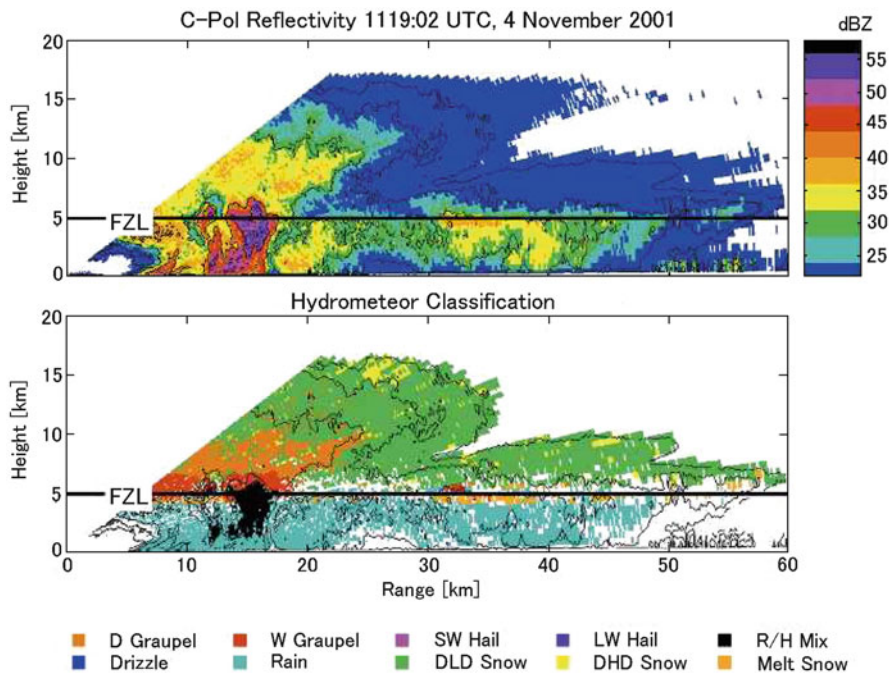 C-Pol Reflectivity 1119:02 UTC, 4 November 2001
dBZ
20
15
10
5
0
Height [km]
FZL
55
50
45
40
35
30
25
Hydrometeor Classification
20
15
10
5
0
Height [km]
FZL
0 10 20 30 40 50 60
Range [km]
D Graupel W Graupel SW Hail LW Hail R/H Mix
Drizzle Rain DLD Snow DHD Snow Melt Snow